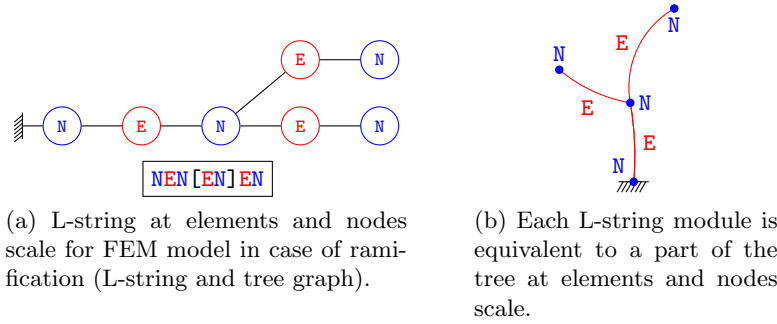 E N
N E N E N
NEN[EN]EN
(a) L-string at elements and nodes
scale for FEM model in case of rami-
fication (L-string and tree graph).
N
E
N
E
N
E
N
(b) Each L-string module is
equivalent to a part of the
tree at elements and nodes
scale.